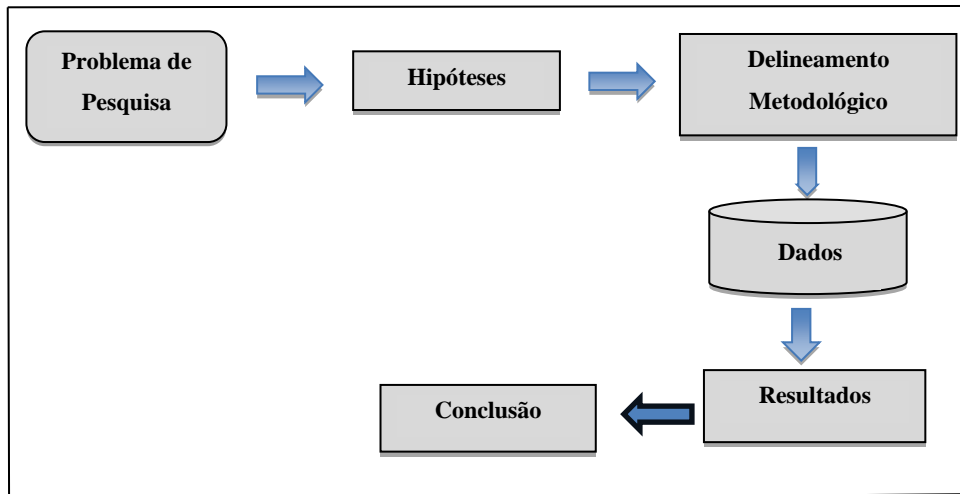 Problema de
Pesquisa
Hipóteses
Delineamento
Metodológico
Dados
Resultados
Conclusão